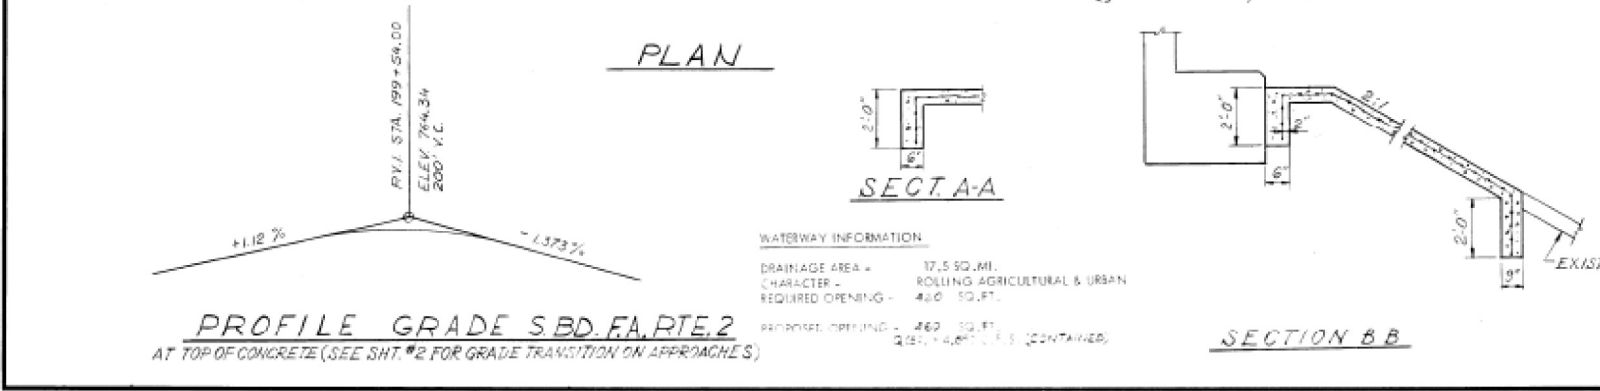 PLAN
P.V.I. STA. 199+54.00
ELEV. 764.34
200' V.C.
+1.12 %
-1.373%
PROFILE GRADE S.BD. F.A. RTE. 2
AT TOP OF CONCRETE (SEE SHT. #2 FOR GRADE TRANSITION ON APPROACHES)
2'-0"
6"
SECT. A-A
WATERWAY INFORMATION
DRAINAGE AREA = 17.5 SQ. MI.
CHARACTER - ROLLING AGRICULTURAL & URBAN
REQUIRED OPENING - SQ. FT.
PROPOSED OPENING - SQ. FT.
(CONTAINED)
2'-0"
6"
2:1
2'-0"
9"
EXIST
SECTION B B